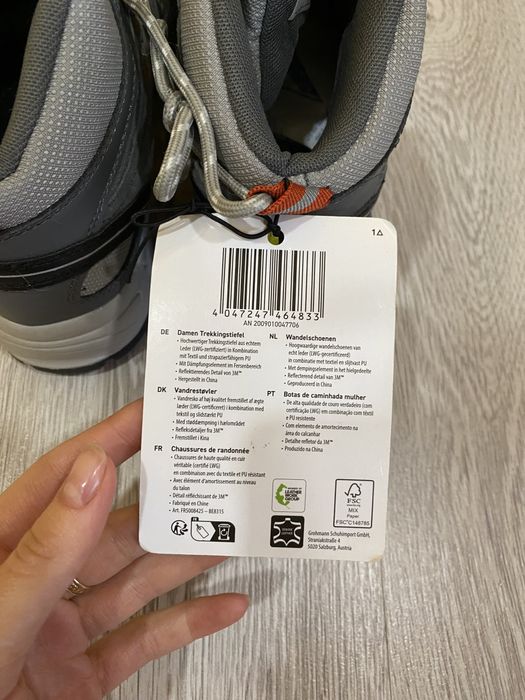 1
4 047247 464833
AN 2009010047706
DE Damen Trekkingstiefel
• Hochwertiger Trekkingstiefel aus echtem
Leder (LWG-zertifiziert) in Kombination
mit Textil und strapazierfähigem PU
• Mit Dämpfungselement im Fersenbereich
• Reflektierendes Detail von 3M™
• Hergestellt in China
DK Vandrestøvler
• Vandresko af høj kvalitet fremstillet af ægte
læder (LWG-certificeret) i kombination med
tekstil og slidstærkt PU
• Med støddæmpning i hælområdet
• Refleksdetaljer fra 3M™
• Fremstillet i Kina
FR Chaussures de randonnée
• Chaussures de haute qualité en cuir
véritable (certifié LWG)
en combinaison avec du textile et PU résistant
• Avec élément d'amortissement au niveau
du talon
• Détail réfléchissant de 3M™
• Fabriqué en Chine
• Art. FRS008425 – BE8315
NL Wandelschoenen
• Hoogwaardige wandelschoenen van
echt leder (LWG-gecertificeerd)
in combinatie met textiel en slijtvast PU
• Met dempingselement in het hielgedeelte
• Reflecterend detail van 3M™
• Geproduceerd in China
PT Botas de caminhada mulher
• De alta qualidade de couro verdadeiro (com
certificação LWG) em combinação com têxtil
e PU resistente
• Com elementos de amortecimento na
área do calcanhar
• Detalhe refletor da 3M™
• Produzido na China
LEATHER
WORKING
GROUP
FSC
MIX
Paper
FSC® C148785
GENUINE
LEATHER
Grohmann Schuhimport GmbH,
Straniakstraße 4
5020 Salzburg, Austria
FR